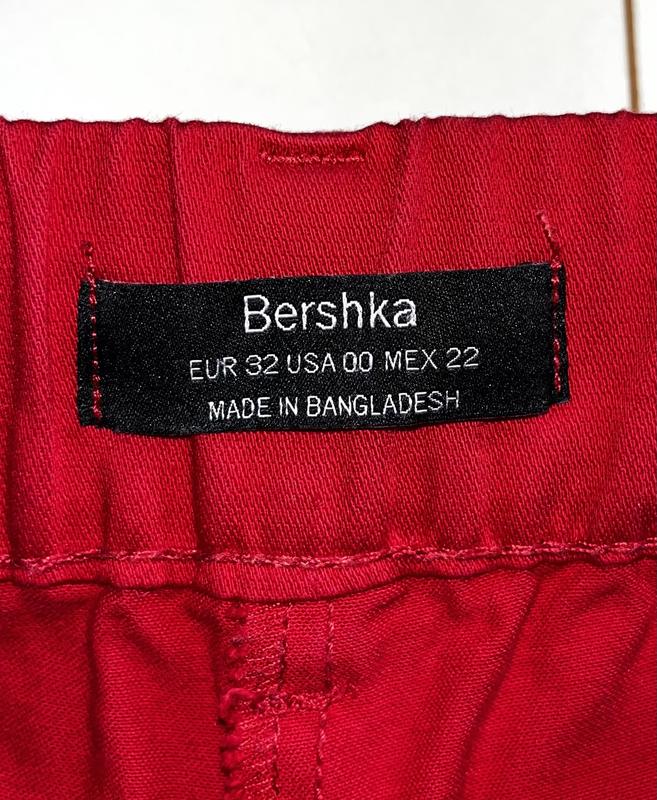 Bershka
EUR 32 USA 00 MEX 22
MADE IN BANGLADESH